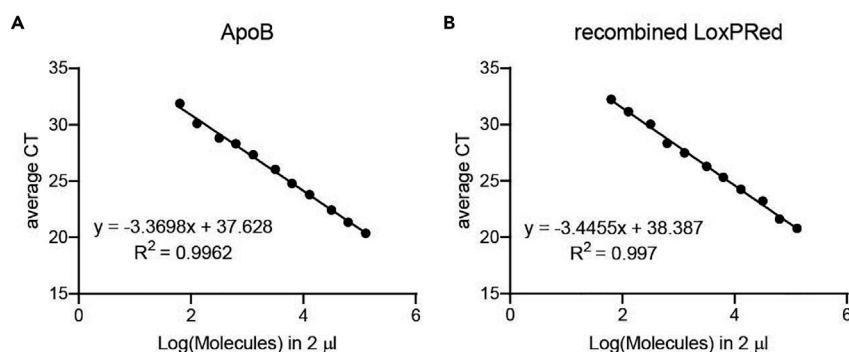 A
ApoB
35
30
25
20
15
average CT
y = -3.3698x + 37.628
R² = 0.9962
0
2
4
6
Log(Molecules) in 2 μl
B
recombined LoxPRed
35
30
25
20
15
average CT
y = -3.4455x + 38.387
R² = 0.997
0
2
4
6
Log(Molecules) in 2 μl